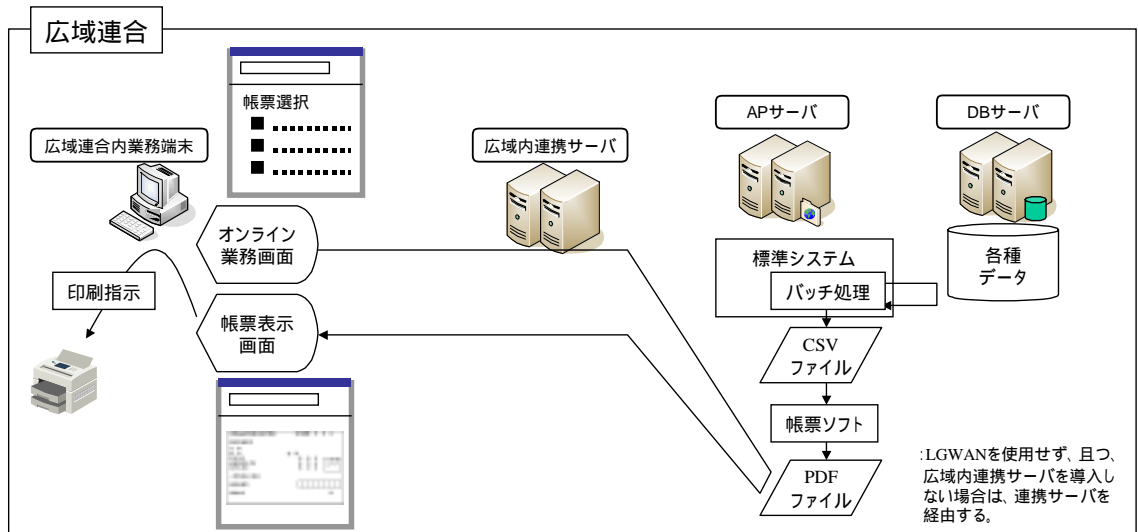 広域連合
帳票選択
広域連合内業務端末
広域内連携サーバ
APサーバ
DBサーバ
オンライン
業務画面
標準システム
バッチ処理
各種
データ
印刷指示
帳票表示
画面
CSV
ファイル
帳票ソフト
PDF
ファイル
:LGWANを使用せず、且つ、
広域内連携サーバを導入し
ない場合は、連携サーバを
経由する。